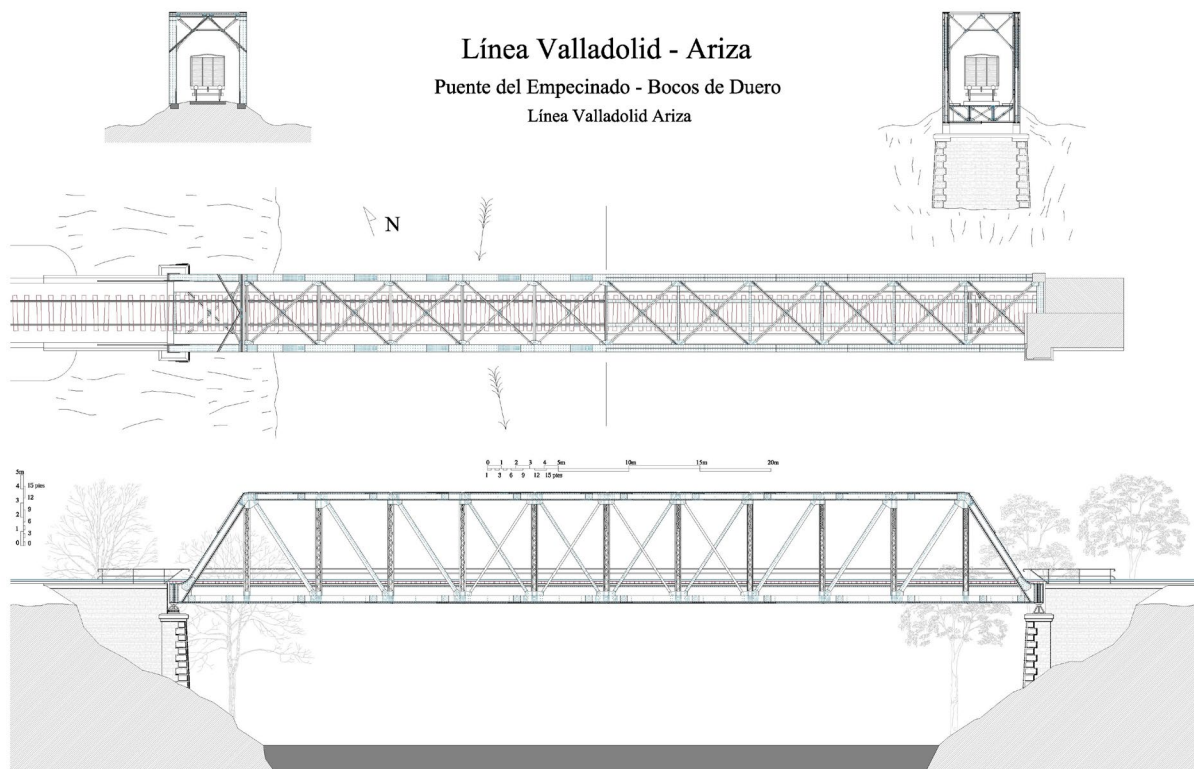 Línea Valladolid - Ariza
Puente del Empecinado - Bocos de Duero
Línea Valladolid Ariza
N
0 1 2 3 4 5m 10m 15m 20m
1 3 6 9 12 15 pies
5m
4 15 pies
3 12
2 9
6
1 3
0 0